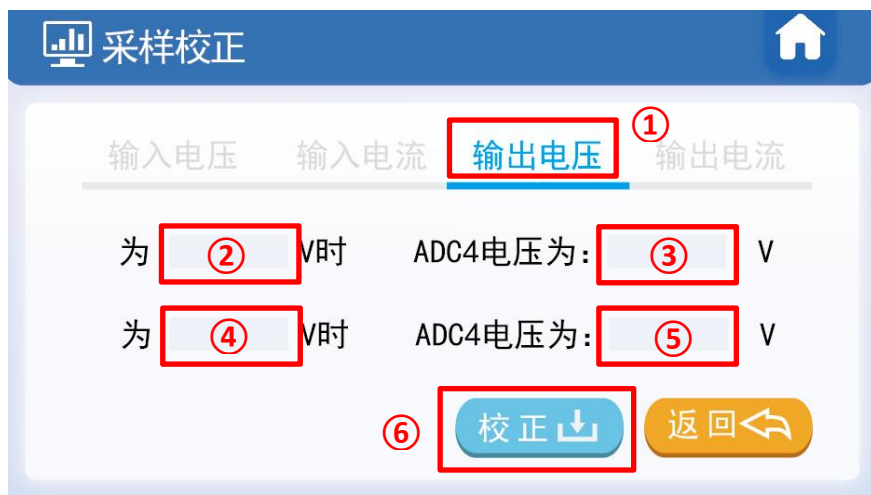 采样校正
①
输入电压 输入电流 输出电压 输出电流
为 ② V时 ADC4电压为: ③ V
为 ④ V时 ADC4电压为: ⑤ V
⑥ 校正 返回